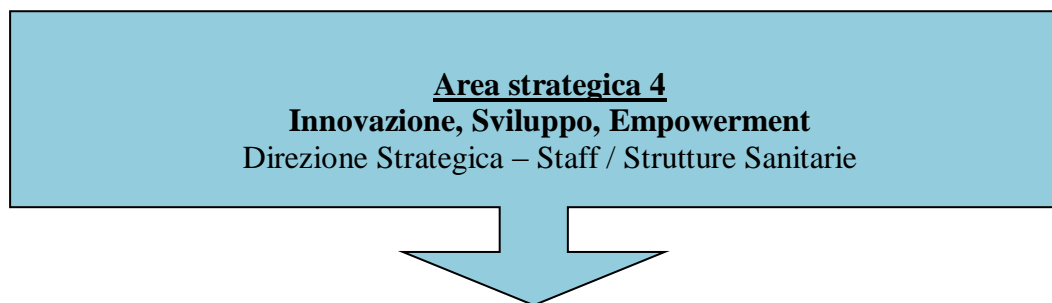 Area strategica 4
Innovazione, Sviluppo, Empowerment
Direzione Strategica – Staff / Strutture Sanitarie